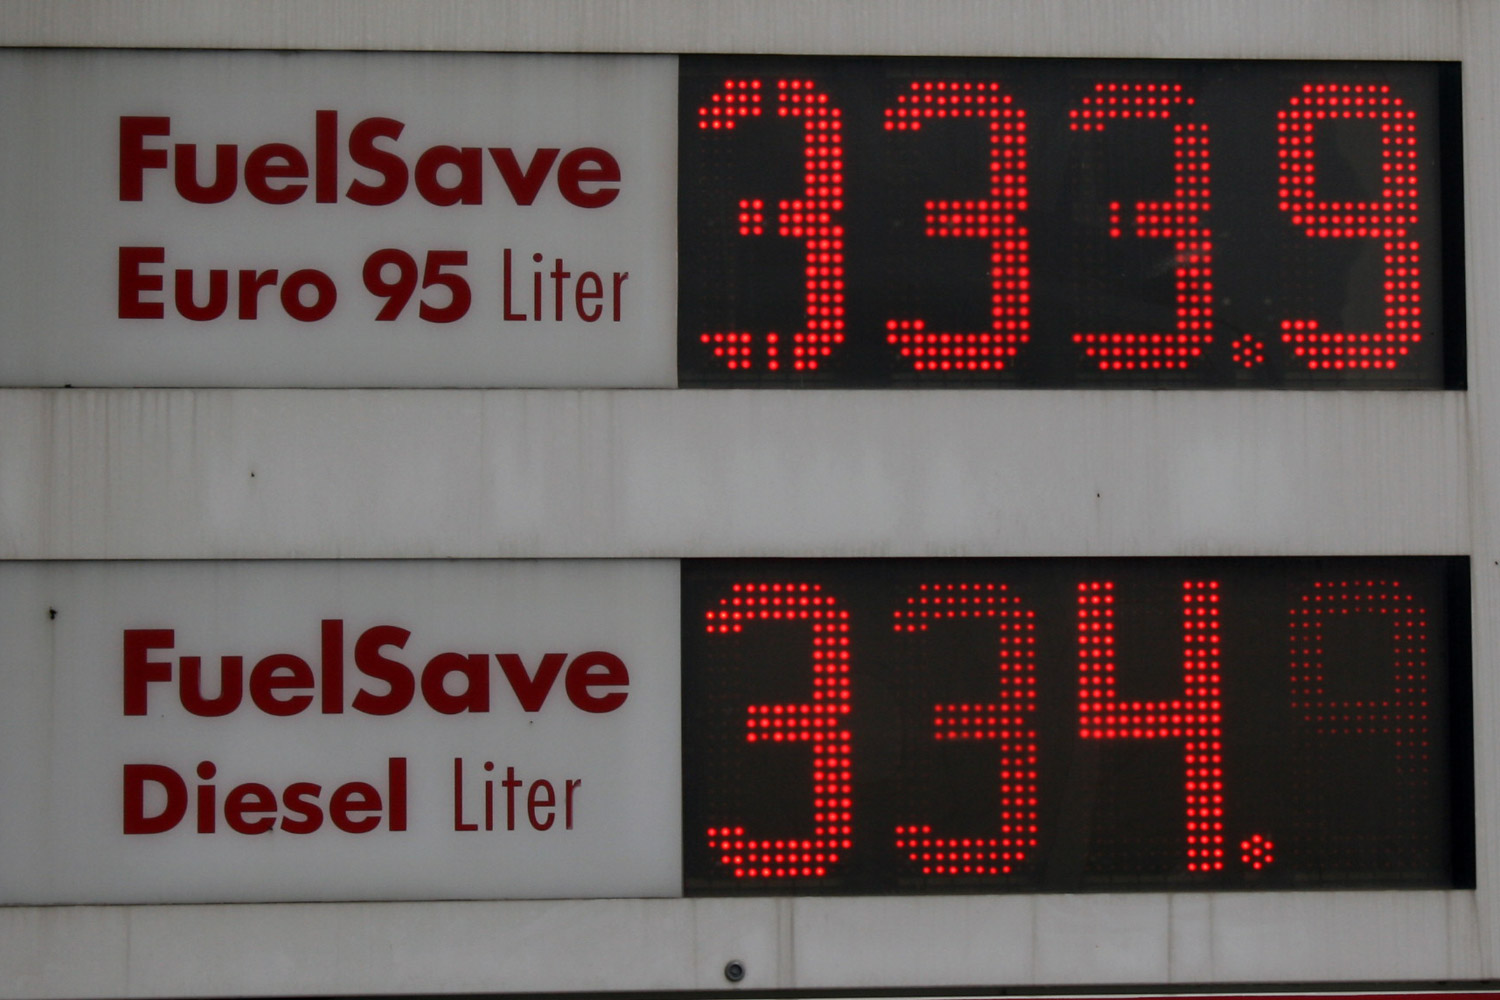 FuelSave
Euro 95 Liter
333.9
FuelSave
Diesel Liter
334.9